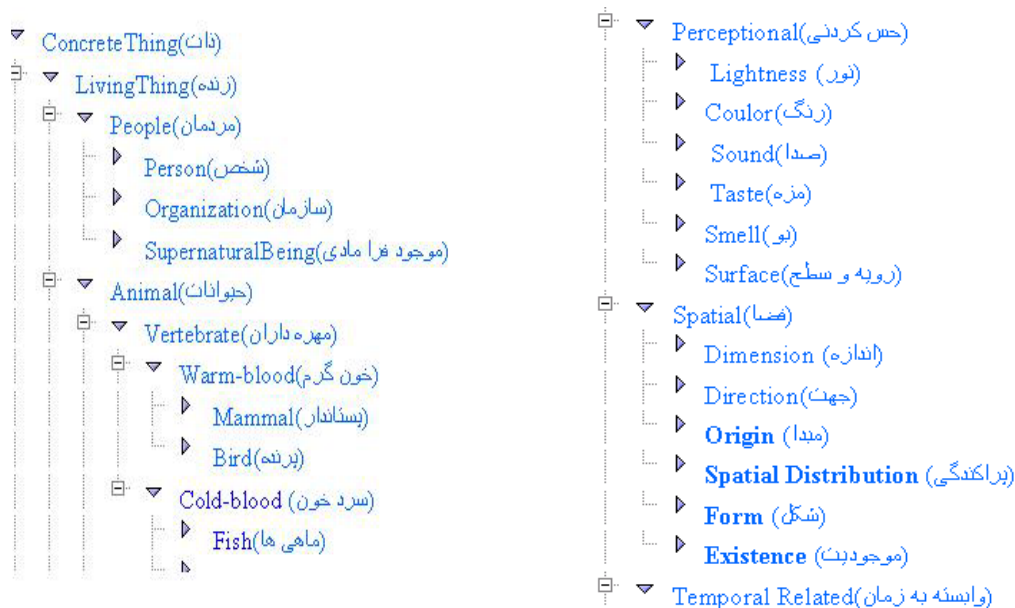 ConcreteThing(ذات)
LivingThing(زنده)
People(مردمان)
Person(شخص)
Organization(سازمان)
SupernaturalBeing(موجود فرا مادی)
Animal(حیوانات)
Vertebrate(مهره داران)
Warm-blood(خون گرم)
Mammal(پستاندار)
Bird(پرنده)
Cold-blood (سرد خون)
Fish(ماهی ها)
Perceptional(حس کردنی)
Lightness (نور)
Coulor(رنگ)
Sound(صدا)
Taste(مزه)
Smell(بو)
Surface(رویه و سطح)
Spatial(فضا)
Dimension (اندازه)
Direction(جهت)
Origin (مبدا)
Spatial Distribution (پراکندگی)
Form (شکل)
Existence (موجودیت)
Temporal Related(وابسته به زمان)